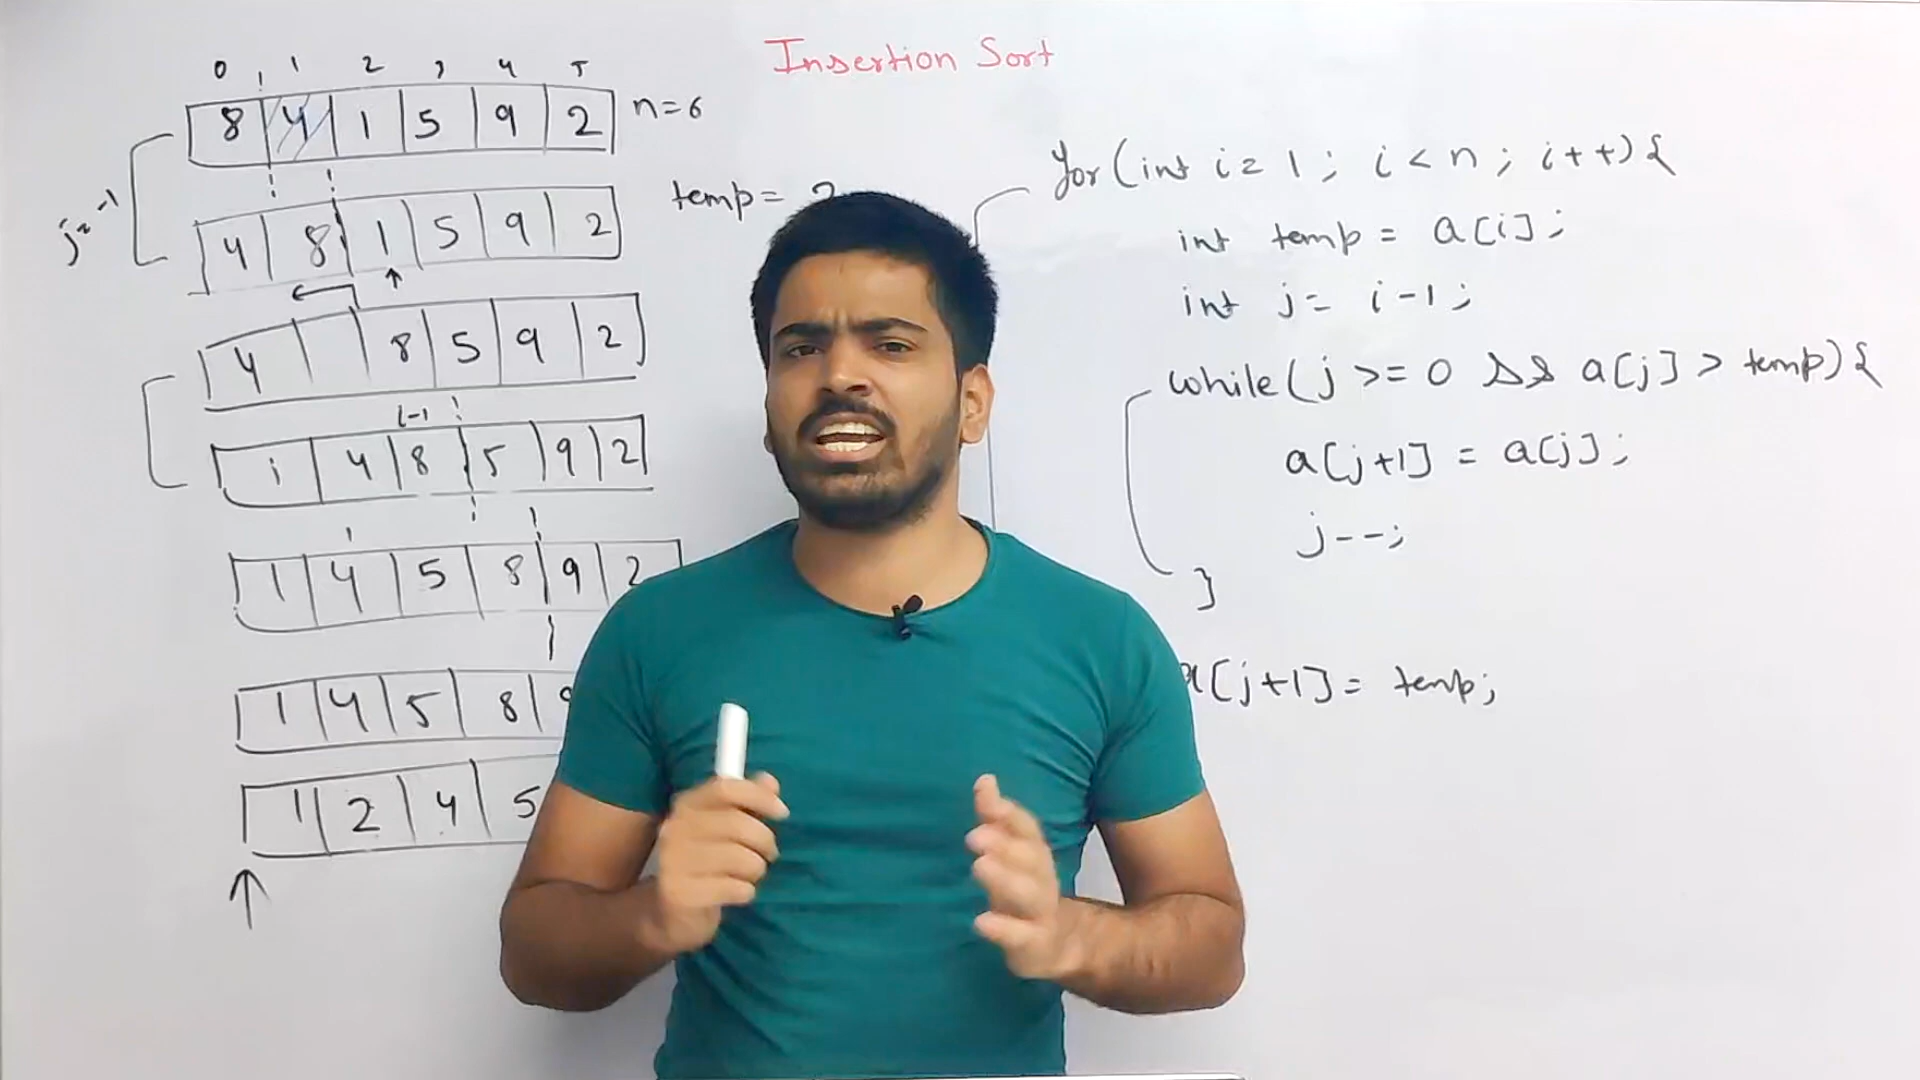 Insertion Sort
0 1 2 3 4 5
8 4 1 5 9 2 n=6
j=-1
temp=
4 8 1 5 9 2
4 8 5 9 2
i-1
1 4 8 5 9 2
1 4 5 8 9 2
1 4 5 8
1 2 4 5
for(int i=1; i<n; i++){
int temp = a[i];
int j= i-1;
while(j>=0 && a[j]>temp){
a[j+1] = a[j];
j--;
}
a[j+1]= temp;